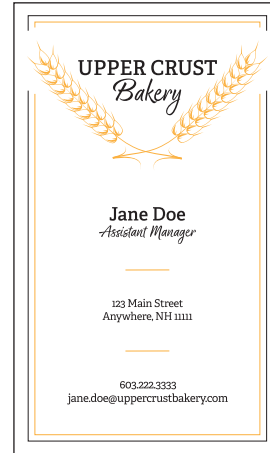 UPPER CRUST
Bakery
Jane Doe
Assistant Manager
123 Main Street
Anywhere, NH 11111
603.222.3333
jane.doe@uppercrustbakery.com